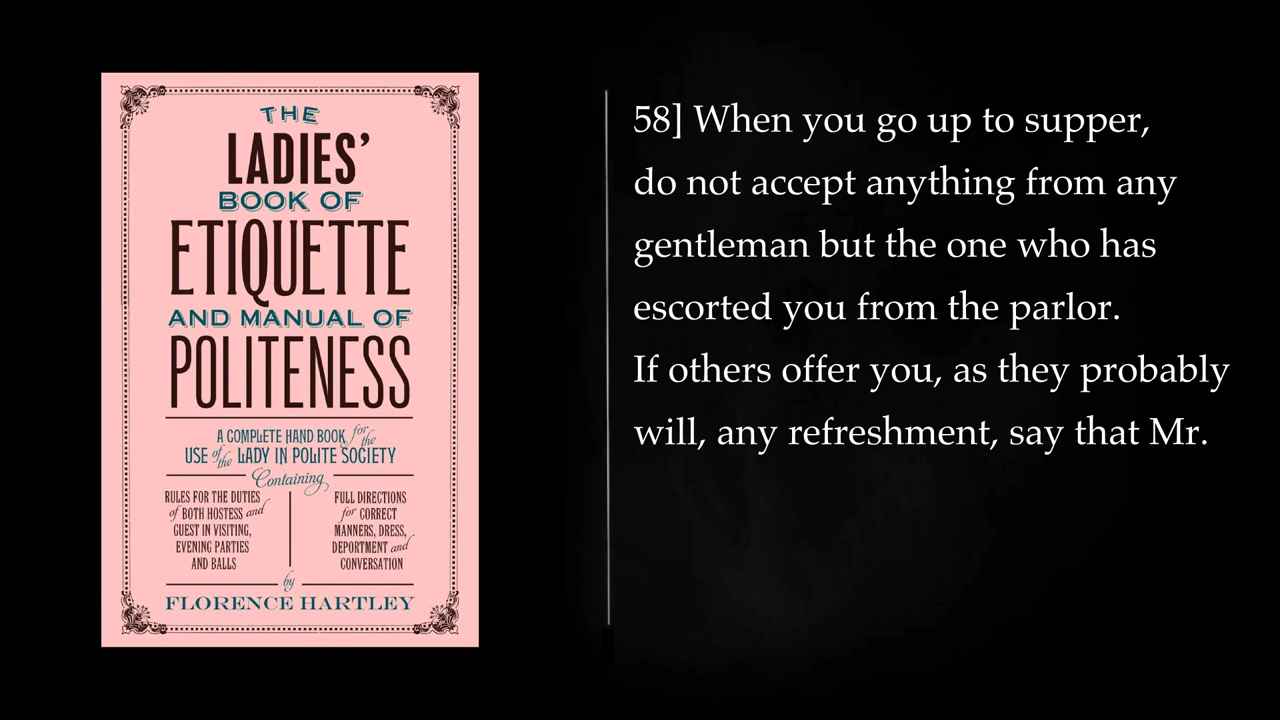 THE
LADIES'
BOOK OF
ETIQUETTE
AND MANUAL OF
POLITENESS
A COMPLETE HAND BOOK for the
USE of the LADY IN POLITE SOCIETY
Containing
RULES FOR THE DUTIES
of BOTH HOSTESS and
GUEST IN VISITING,
EVENING PARTIES
AND BALLS
FULL DIRECTIONS
for CORRECT
MANNERS, DRESS,
DEPORTMENT and
CONVERSATION
by
FLORENCE HARTLEY
58] When you go up to supper,
do not accept anything from any
gentleman but the one who has
escorted you from the parlor.
If others offer you, as they probably
will, any refreshment, say that Mr.